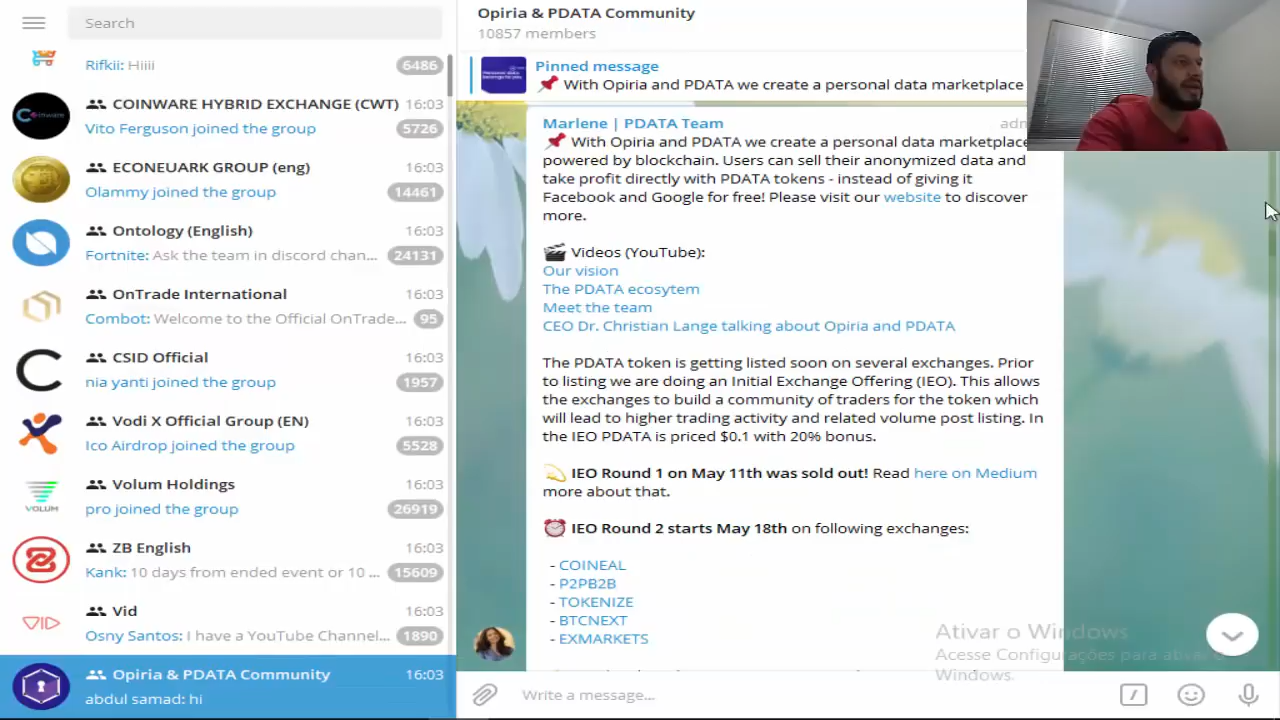 Search
Rifkii: Hiiii
6486
COINWARE HYBRID EXCHANGE (CWT) 16:03
Vito Ferguson joined the group 5726
ECONEUARK GROUP (eng) 16:03
Olammy joined the group 14461
Ontology (English) 16:03
Fortnite: Ask the team in discord chan... 24131
OnTrade International 16:03
Combot: Welcome to the Official OnTrade... 95
CSID Official 16:03
nia yanti joined the group 1957
Vodi X Official Group (EN) 16:03
Ico Airdrop joined the group 5528
Volum Holdings 16:03
pro joined the group 26919
VOLUM
ZB English 16:03
Kank: 10 days from ended event or 10 ... 15609
Vid 16:03
Osny Santos: I have a YouTube Channel... 1890
VID
Opiria & PDATA Community 16:03
abdul samad: hi
Opiria & PDATA Community
10857 members
Pinned message
📌 With Opiria and PDATA we create a personal data marketplace
Marlene | PDATA Team
📌 With Opiria and PDATA we create a personal data marketplace
powered by blockchain. Users can sell their anonymized data and
take profit directly with PDATA tokens - instead of giving it
Facebook and Google for free! Please visit our website to discover
more.
🎬 Videos (YouTube):
Our vision
The PDATA ecosytem
Meet the team
CEO Dr. Christian Lange talking about Opiria and PDATA
The PDATA token is getting listed soon on several exchanges. Prior
to listing we are doing an Initial Exchange Offering (IEO). This allows
the exchanges to build a community of traders for the token which
will lead to higher trading activity and related volume post listing. In
the IEO PDATA is priced $0.1 with 20% bonus.
💫 IEO Round 1 on May 11th was sold out! Read here on Medium
more about that.
⏰ IEO Round 2 starts May 18th on following exchanges:
- COINEAL
- P2PB2B
- TOKENIZE
- BTCNEXT
- EXMARKETS
Ativar o Windows
Acesse Configurações para
Windows.
Write a message...